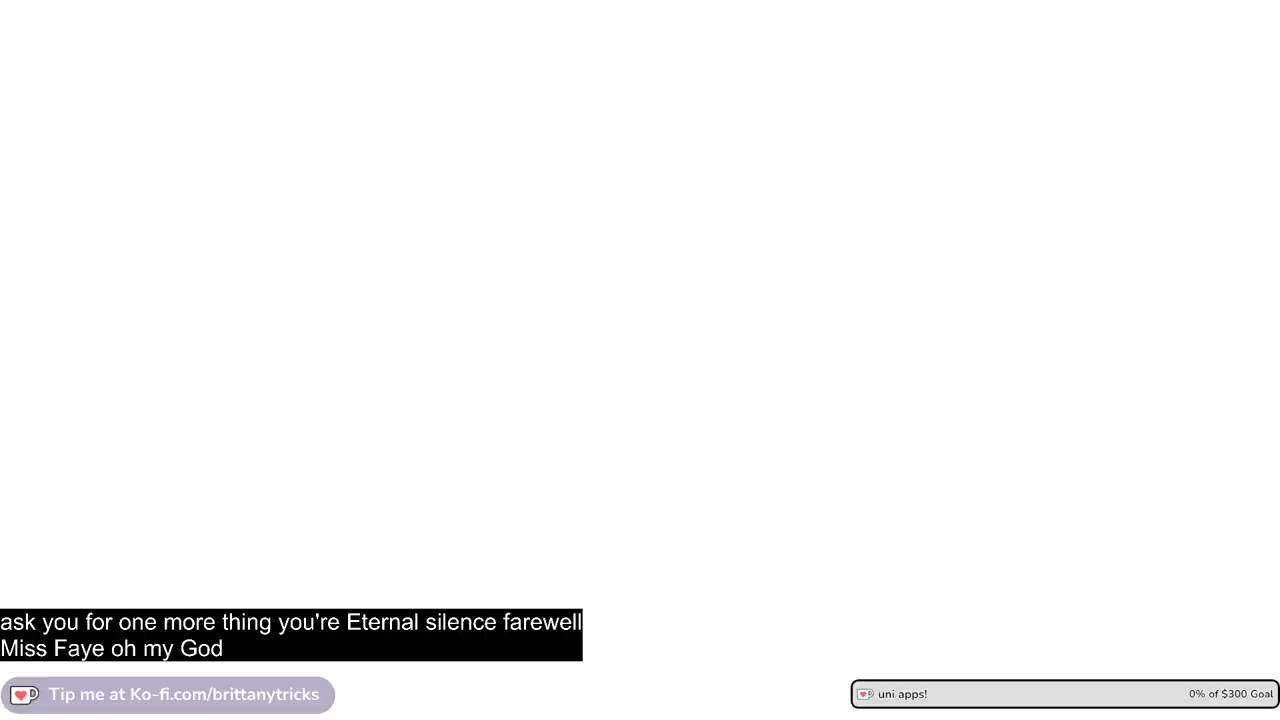 ask you for one more thing you're Eternal silence farewell
Miss Faye oh my God
Tip me at Ko-fi.com/brittanytricks
uni apps! 0% of $300 Goal